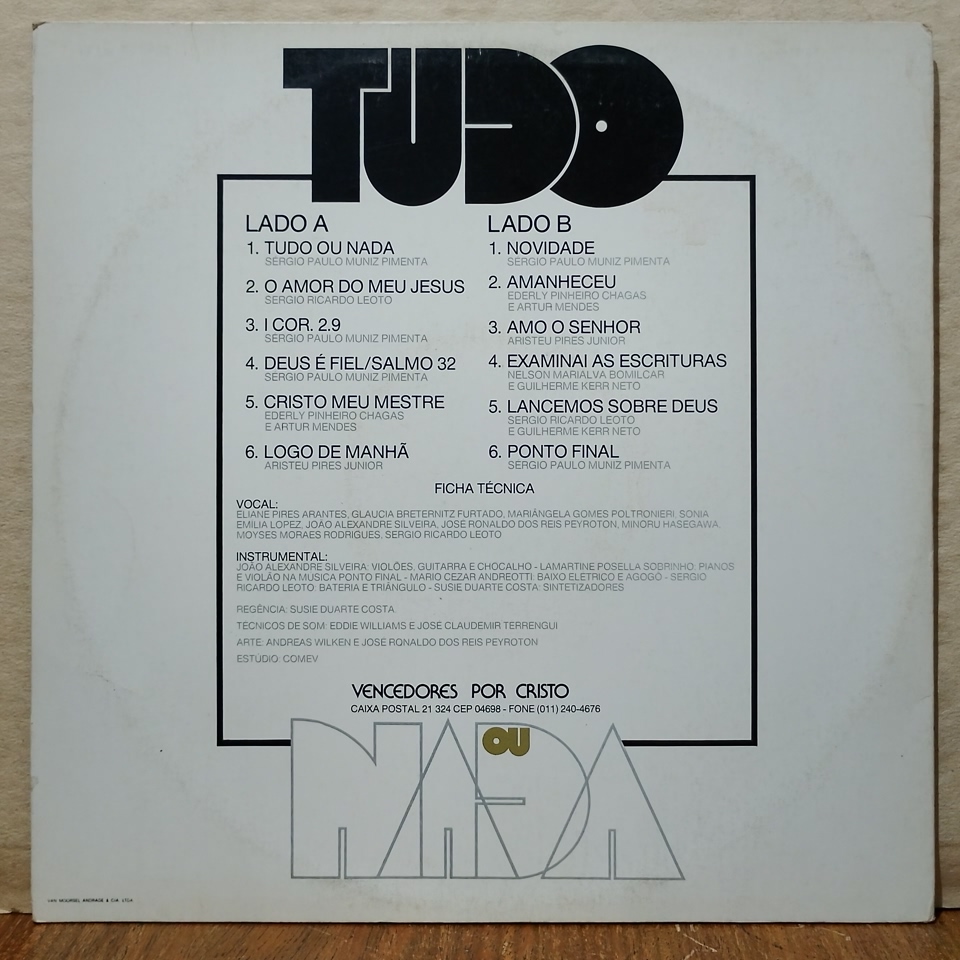 TUDO
LADO A
1. TUDO OU NADA
SERGIO PAULO MUNIZ PIMENTA
2. O AMOR DO MEU JESUS
SERGIO RICARDO LEOTO
3. I COR. 2.9
SERGIO PAULO MUNIZ PIMENTA
4. DEUS É FIEL/SALMO 32
SERGIO PAULO MUNIZ PIMENTA
5. CRISTO MEU MESTRE
EDERLY PINHEIRO CHAGAS
E ARTUR MENDES
6. LOGO DE MANHÃ
ARISTEU PIRES JUNIOR
LADO B
1. NOVIDADE
SERGIO PAULO MUNIZ PIMENTA
2. AMANHECEU
EDERLY PINHEIRO CHAGAS
E ARTUR MENDES
3. AMO O SENHOR
ARISTEU PIRES JUNIOR
4. EXAMINAI AS ESCRITURAS
NELSON MARIALVA BOMILCAR
E GUILHERME KERR NETO
5. LANCEMOS SOBRE DEUS
SERGIO RICARDO LEOTO
E GUILHERME KERR NETO
6. PONTO FINAL
SERGIO PAULO MUNIZ PIMENTA
FICHA TÉCNICA
VOCAL:
ELIANE PIRES ARANTES, GLAUCIA BRETERNITZ FURTADO, MARIÁNGELA GOMES POLTRONIERI, SONIA
EMILIA LOPEZ, JOÃO ALEXANDRE SILVEIRA, JOSE RONALDO DOS REIS PEYROTON, MINORU HASEGAWA,
MOYSES MORAES RODRIGUES, SERGIO RICARDO LEOTO
INSTRUMENTAL:
JOÃO ALEXANDRE SILVEIRA: VIOLÕES, GUITARRA E CHOCALHO - LAMARTINE POSELLA SOBRINHO: PIANOS
E VIOLÃO NA MUSICA PONTO FINAL - MARIO CEZAR ANDREOTTI: BAIXO ELETRICO E AGOGÔ - SERGIO
RICARDO LEOTO: BATERIA E TRIÂNGULO - SUSIE DUARTE COSTA: SINTETIZADORES
REGÊNCIA: SUSIE DUARTE COSTA.
TÉCNICOS DE SOM: EDDIE WILLIAMS E JOSE CLAUDEMIR TERRENGUI
ARTE: ANDREAS WILKEN E JOSE RONALDO DOS REIS PEYROTON
ESTÚDIO: COMEV
VENCEDORES POR CRISTO
CAIXA POSTAL 21 324 CEP 04698 - FONE (011) 240-4676
OU
NADA
VAN MOORSEL, ANDRADE & CIA. LTDA.